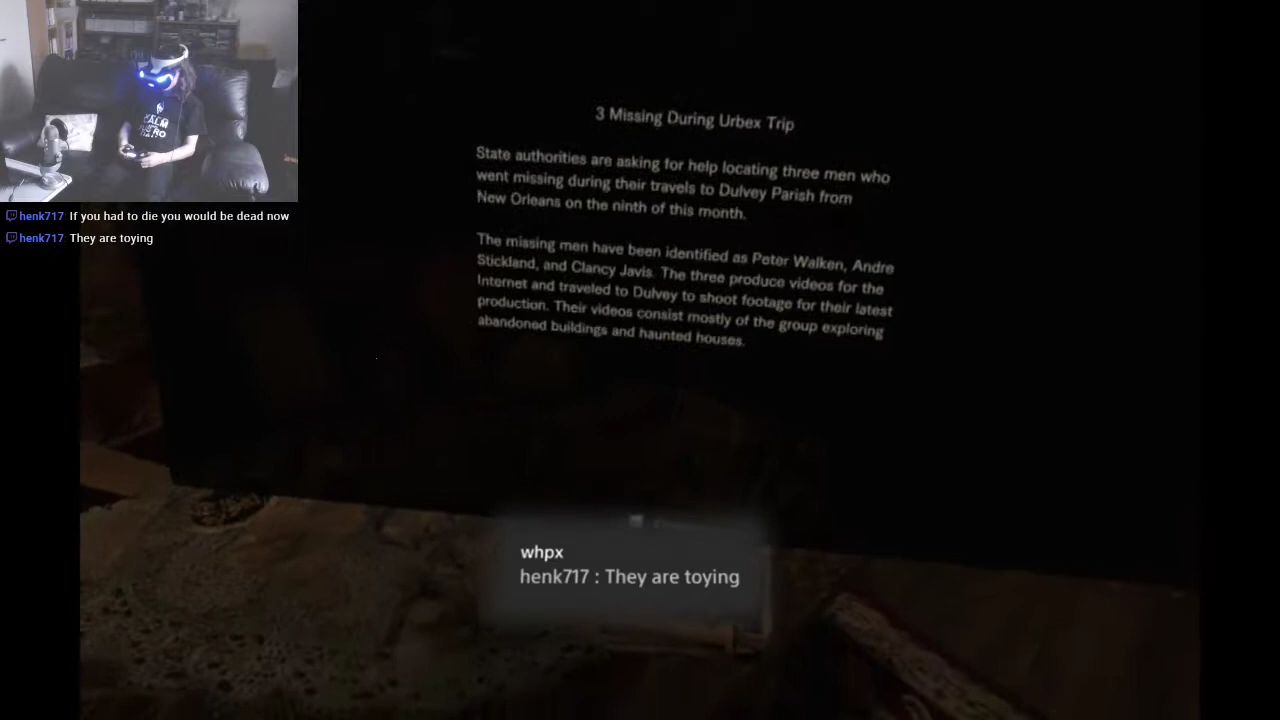 henk717 If you had to die you would be dead now
henk717: They are toying
3 Missing During Urbex Trip
State authorities are asking for help locating three men who
went missing during their travels to Dulvey Parish from
New Orleans on the ninth of this month.
The missing men have been identified as Peter Walken, Andre
Stickland, and Clancy Javis. The three produce videos for the
Internet and traveled to Dulvey to shoot footage for their latest
production. Their videos consist mostly of the group exploring
abandoned buildings and haunted houses.
whpx
henk717 : They are toying